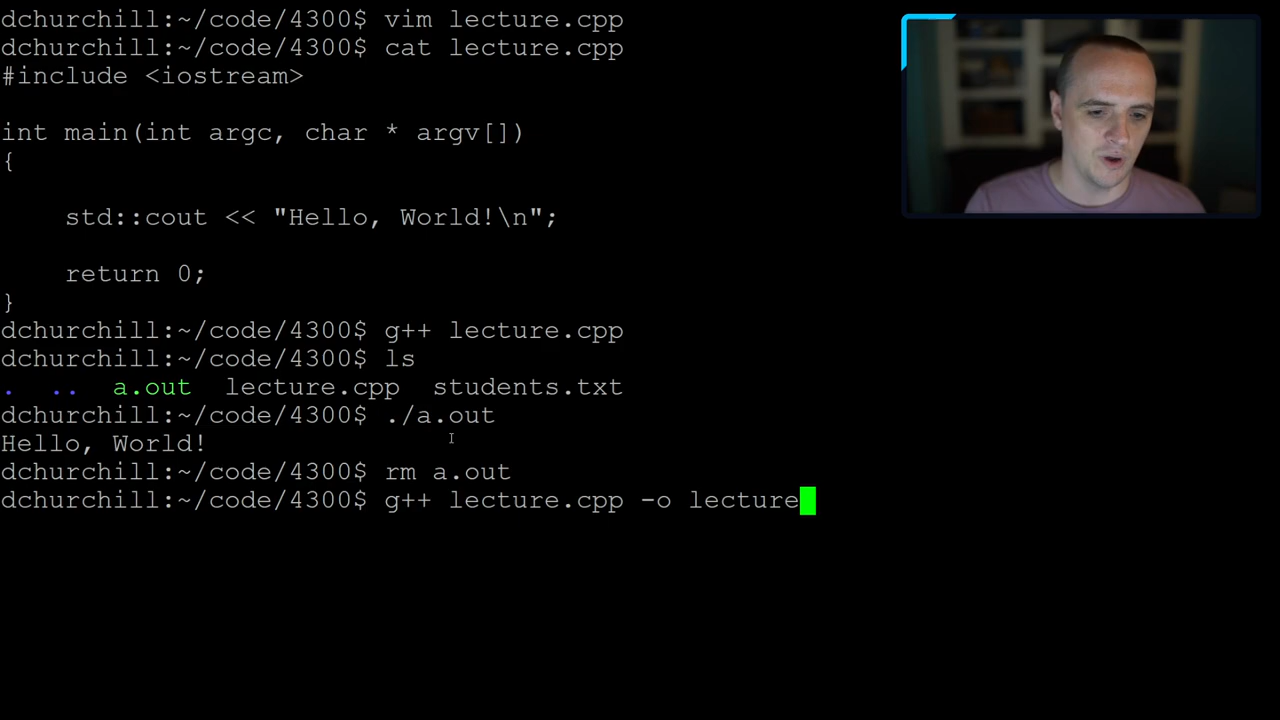 dchurchill:~/code/4300$ vim lecture.cpp
dchurchill:~/code/4300$ cat lecture.cpp
#include <iostream>
int main(int argc, char * argv[])
{
    std::cout << "Hello, World!\n";
    return 0;
}
dchurchill:~/code/4300$ g++ lecture.cpp
dchurchill:~/code/4300$ ls
.  ..  a.out  lecture.cpp  students.txt
dchurchill:~/code/4300$ ./a.out
Hello, World!
dchurchill:~/code/4300$ rm a.out
dchurchill:~/code/4300$ g++ lecture.cpp -o lecture